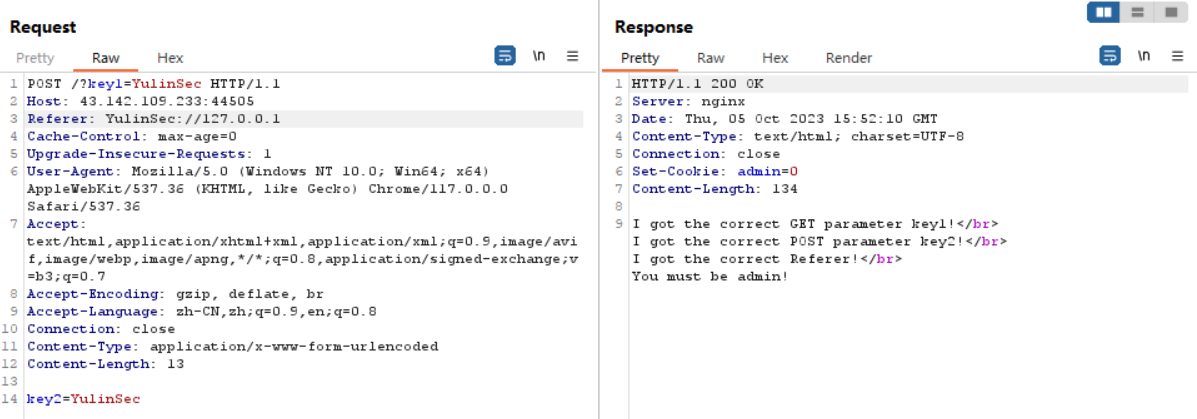 Request
Pretty Raw Hex \n
1 POST /?key1=YulinSec HTTP/1.1
2 Host: 43.142.109.233:44505
3 Referer: YulinSec://127.0.0.1
4 Cache-Control: max-age=0
5 Upgrade-Insecure-Requests: 1
6 User-Agent: Mozilla/5.0 (Windows NT 10.0; Win64; x64)
AppleWebKit/537.36 (KHTML, like Gecko) Chrome/117.0.0.0
Safari/537.36
7 Accept:
text/html,application/xhtml+xml,application/xml;q=0.9,image/avi
f,image/webp,image/apng,*/*;q=0.8,application/signed-exchange;v
=b3;q=0.7
8 Accept-Encoding: gzip, deflate, br
9 Accept-Language: zh-CN,zh;q=0.9,en;q=0.8
10 Connection: close
11 Content-Type: application/x-www-form-urlencoded
12 Content-Length: 13
13
14 key2=YulinSec
Response
Pretty Raw Hex Render \n
1 HTTP/1.1 200 OK
2 Server: nginx
3 Date: Thu, 05 Oct 2023 15:52:10 GMT
4 Content-Type: text/html; charset=UTF-8
5 Connection: close
6 Set-Cookie: admin=0
7 Content-Length: 134
8
9 I got the correct GET parameter key1!</br>
I got the correct POST parameter key2!</br>
I got the correct Referer!</br>
You must be admin!